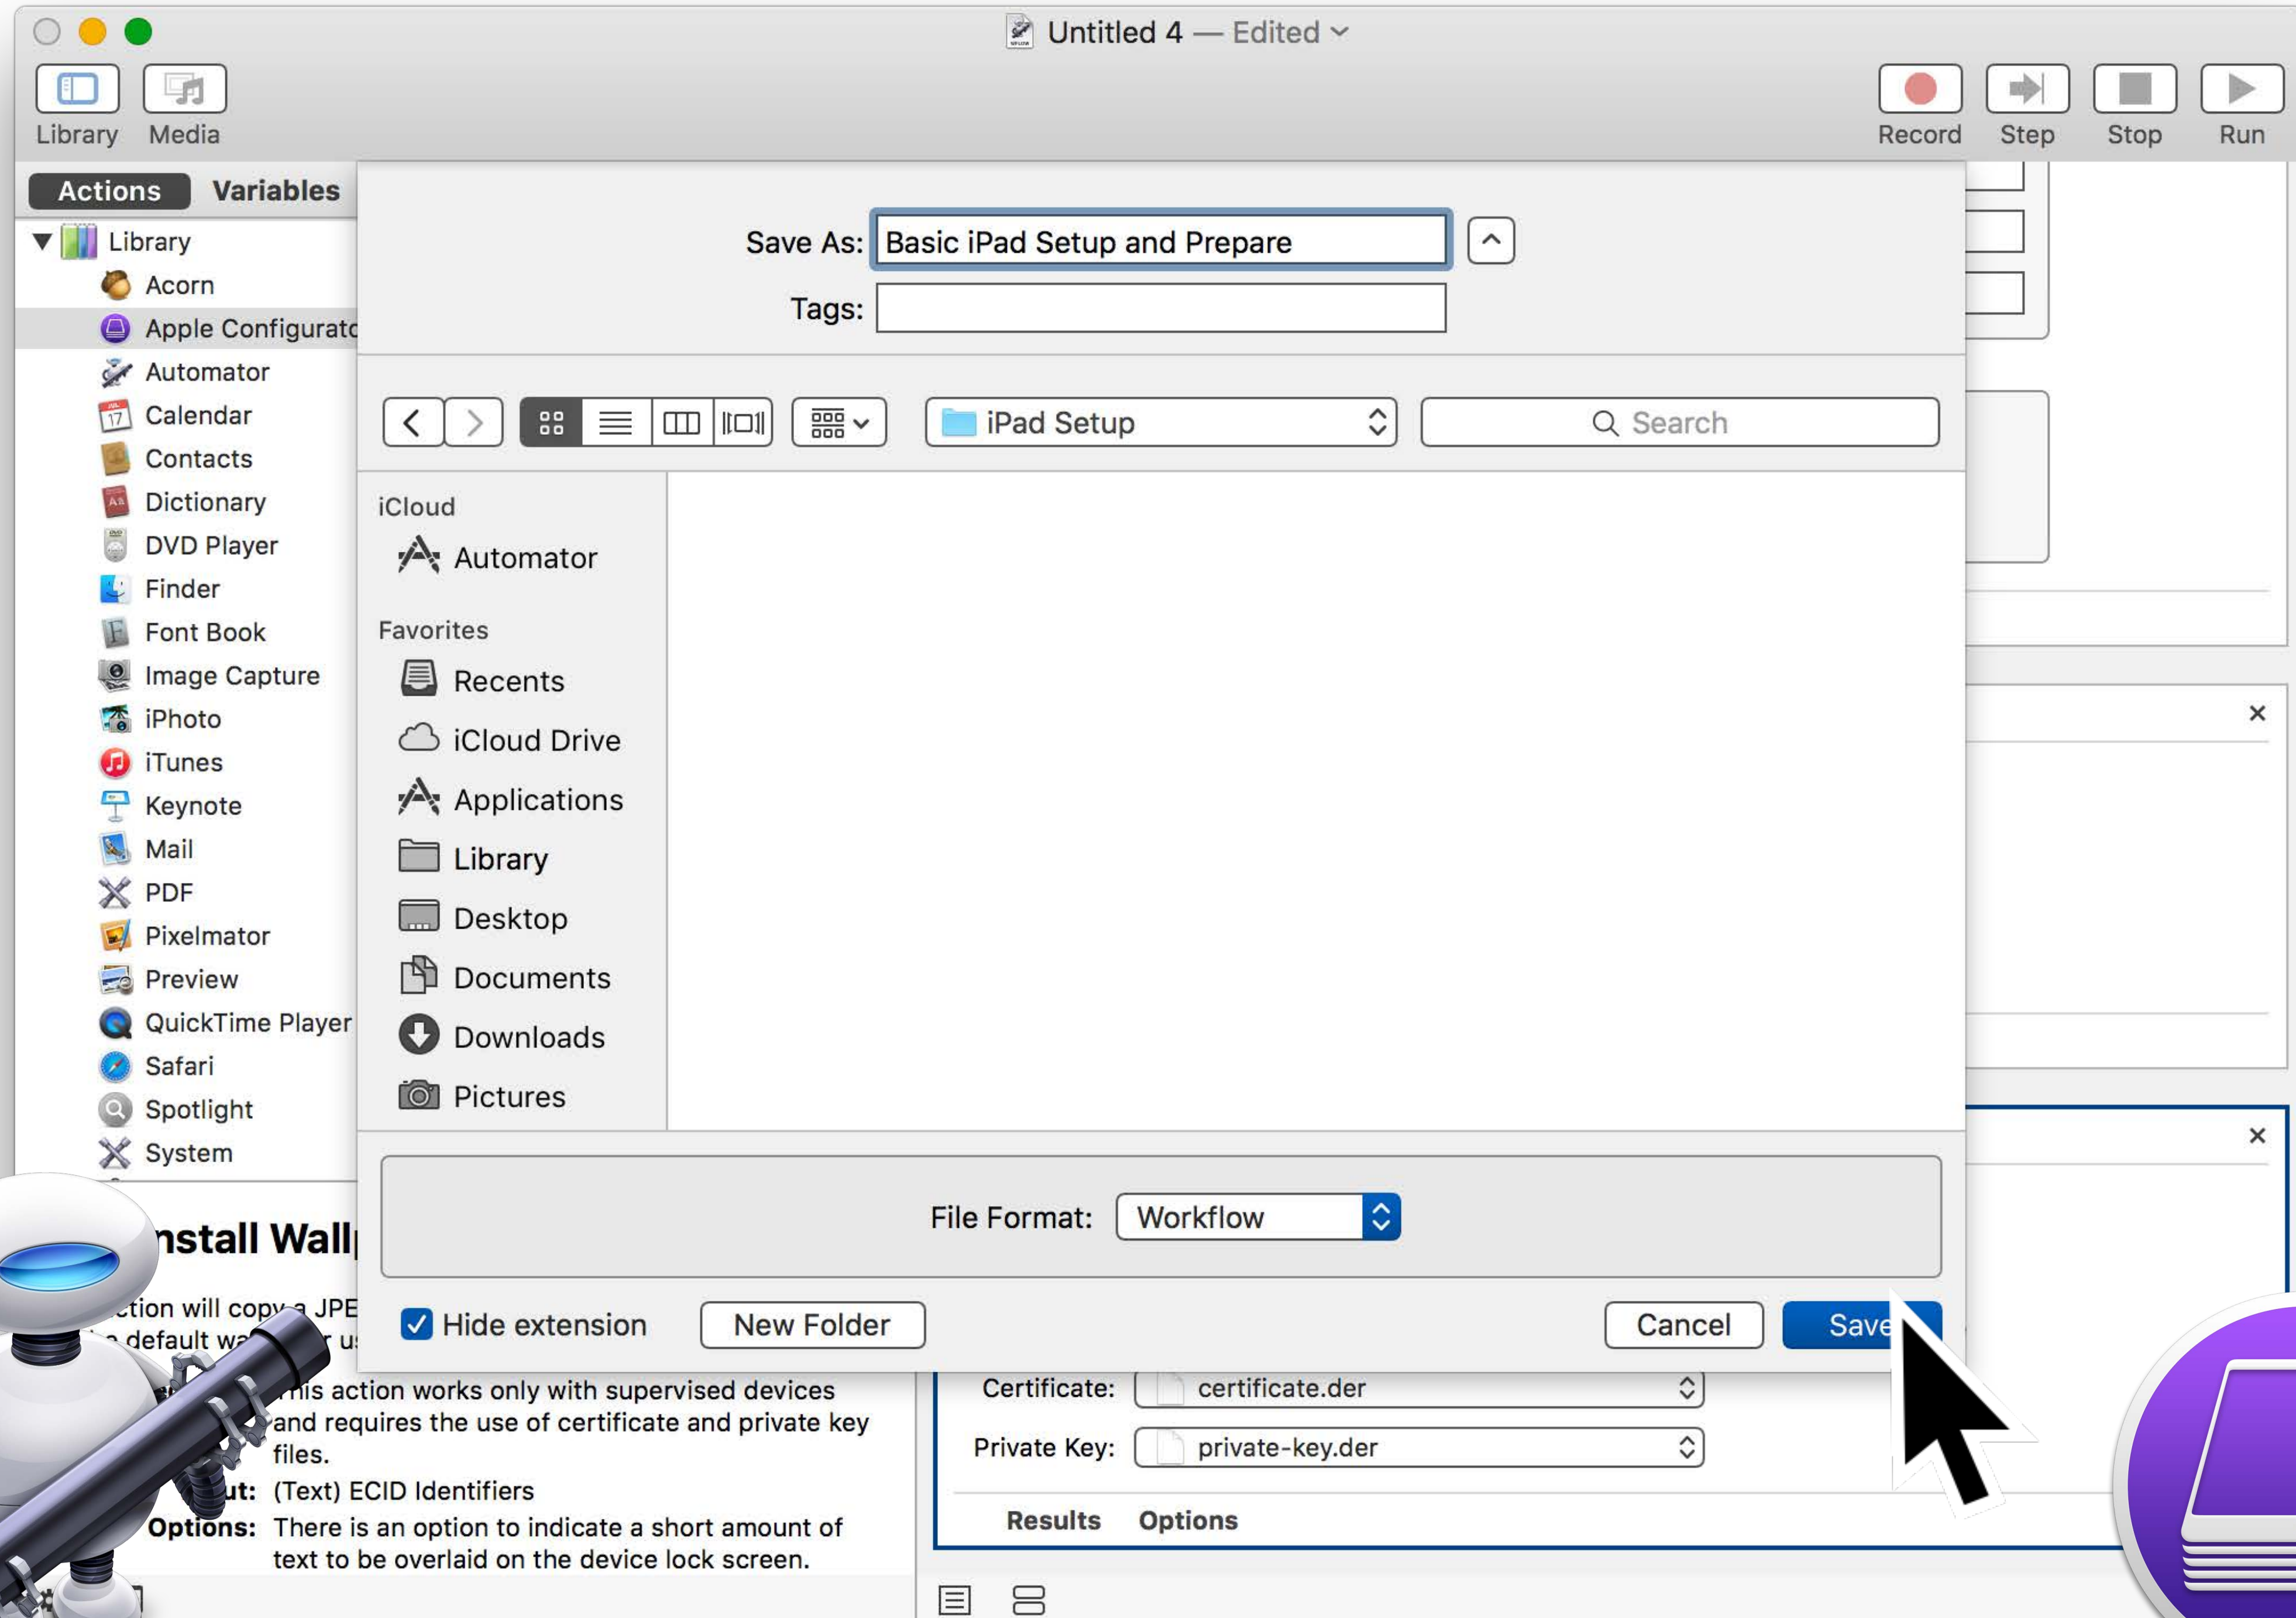 Untitled 4 — Edited
Library Media
Record Step Stop Run
Actions Variables
Library
Acorn
Apple Configurato
Automator
Calendar
Contacts
Dictionary
DVD Player
Finder
Font Book
Image Capture
iPhoto
iTunes
Keynote
Mail
PDF
Pixelmator
Preview
QuickTime Player
Safari
Spotlight
System
Save As: Basic iPad Setup and Prepare
Tags:
iPad Setup
Search
iCloud
Automator
Favorites
Recents
iCloud Drive
Applications
Library
Desktop
Documents
Downloads
Pictures
File Format: Workflow
Hide extension New Folder Cancel Save
nstall Wall
ction will copy a JPE
default wa
This action works only with supervised devices
and requires the use of certificate and private key
files.
ut: (Text) ECID Identifiers
Options: There is an option to indicate a short amount of
text to be overlaid on the device lock screen.
Certificate: certificate.der
Private Key: private-key.der
Results Options